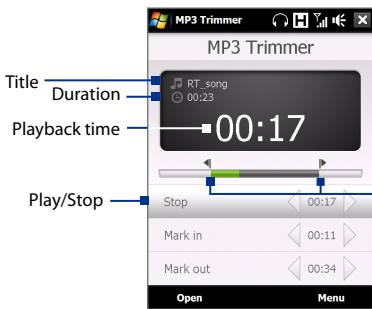 MP3 Trimmer
H
MP3 Trimmer
Title
RT_song
Duration
00:23
Playback time
00:17
Play/Stop
Stop
00:17
Mark in
00:11
Mark out
00:34
Open
Menu